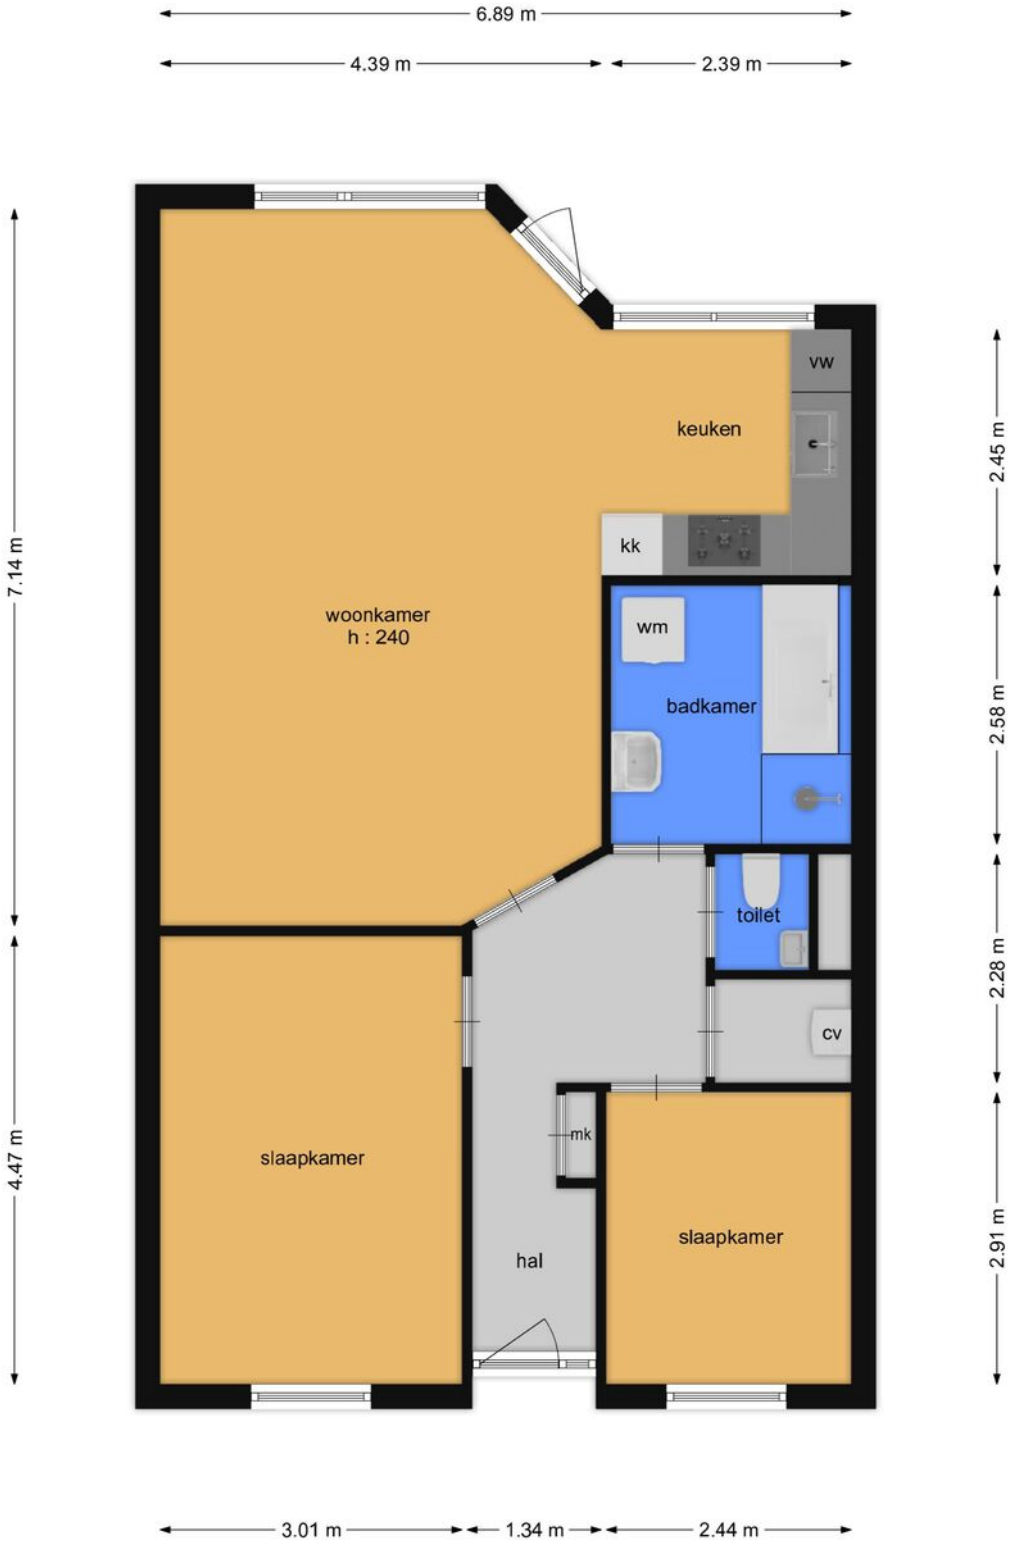 6.89 m
4.39 m
2.39 m
vw
keuken
2.45 m
kk
7.14 m
woonkamer
h : 240
wm
badkamer
2.58 m
toilet
2.28 m
cv
mk
slaapkamer
4.47 m
slaapkamer
2.91 m
hal
3.01 m
1.34 m
2.44 m